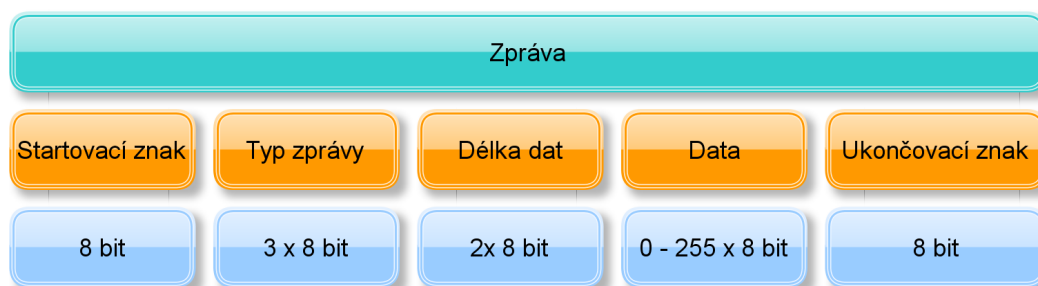 Zpráva
Startovací znak
Typ zprávy
Délka dat
Data
Ukončovací znak
8 bit
3 x 8 bit
2x 8 bit
0 - 255 x 8 bit
8 bit